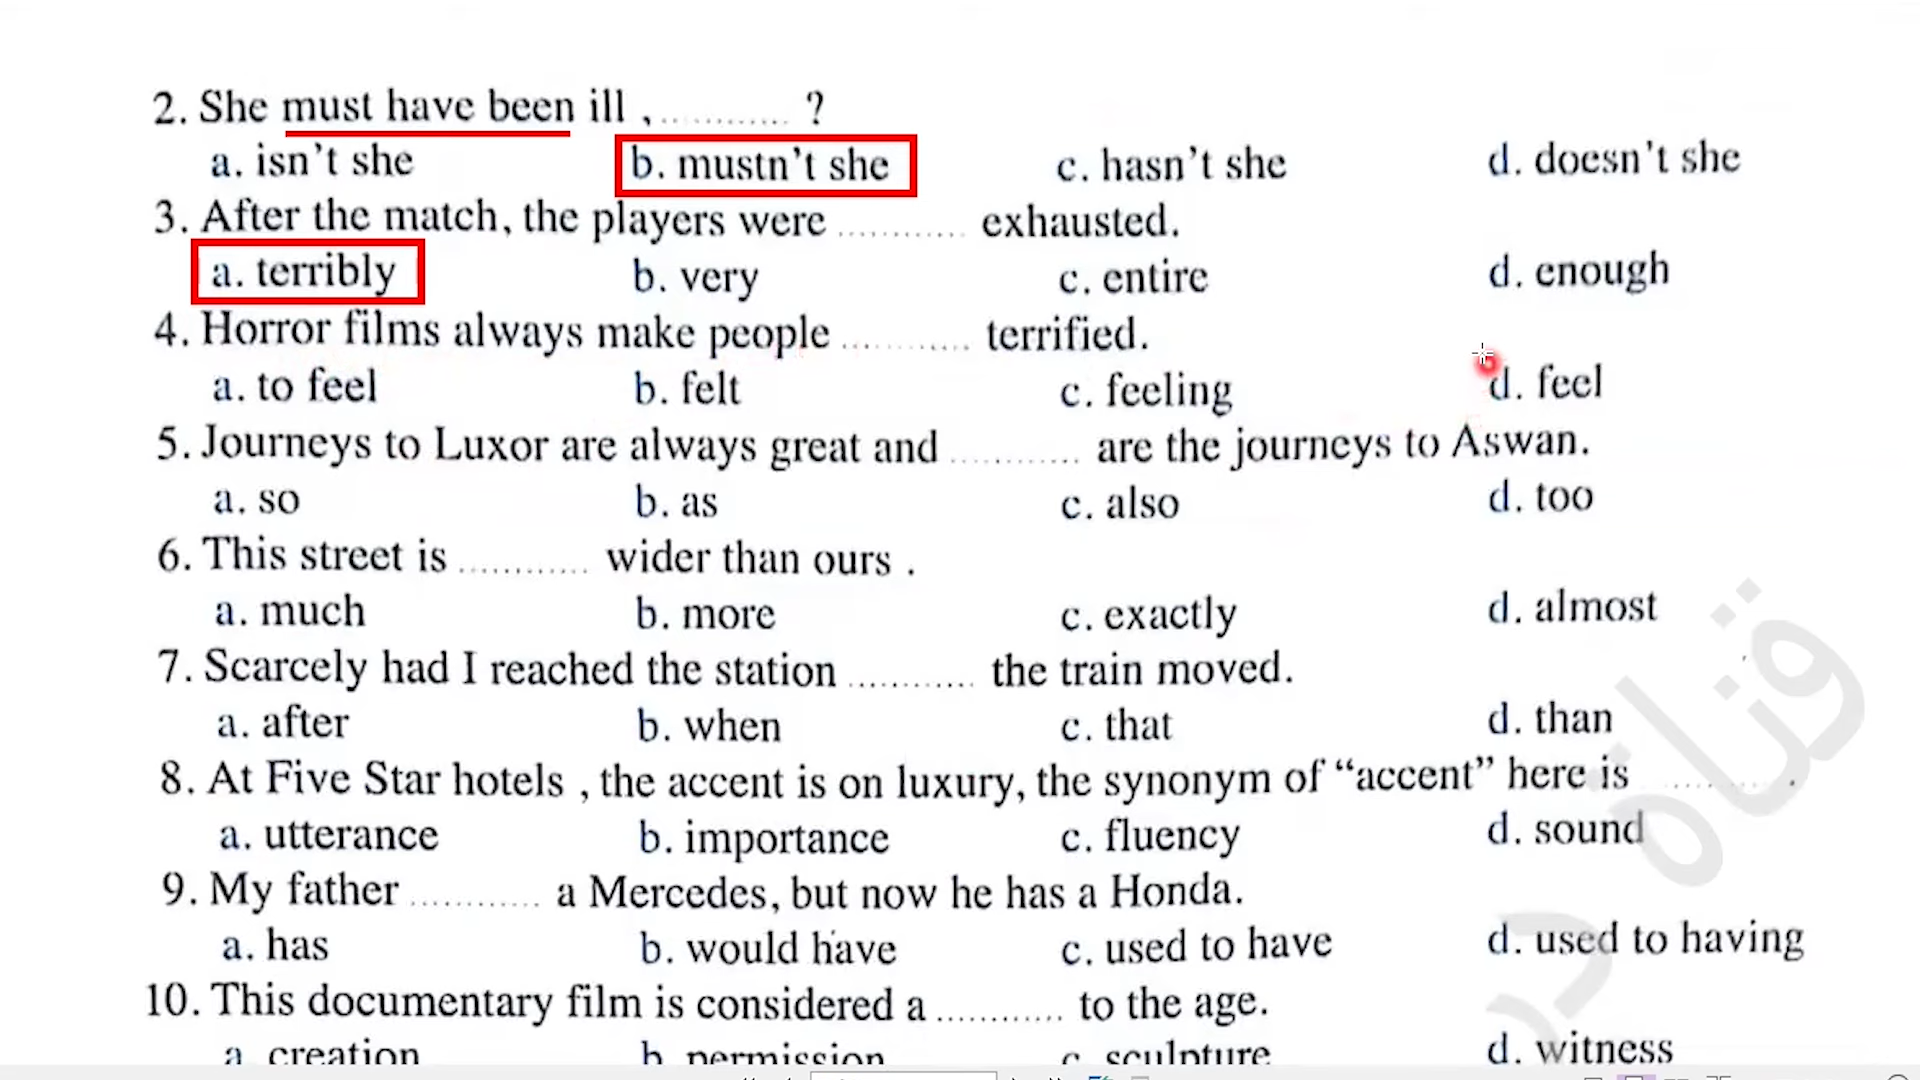 2. She must have been ill , ............ ?
a. isn't she b. mustn't she c. hasn't she d. doesn't she
3. After the match, the players were ............ exhausted.
a. terribly b. very c. entire d. enough
4. Horror films always make people ............ terrified.
a. to feel b. felt c. feeling d. feel
5. Journeys to Luxor are always great and ............ are the journeys to Aswan.
a. so b. as c. also d. too
6. This street is ............ wider than ours .
a. much b. more c. exactly d. almost
7. Scarcely had I reached the station ............ the train moved.
a. after b. when c. that d. than
8. At Five Star hotels , the accent is on luxury, the synonym of “accent” here is ............ .
a. utterance b. importance c. fluency d. sound
9. My father ............ a Mercedes, but now he has a Honda.
a. has b. would have c. used to have d. used to having
10. This documentary film is considered a ............ to the age.
a. creation b. permission c. sculpture d. witness
قناة